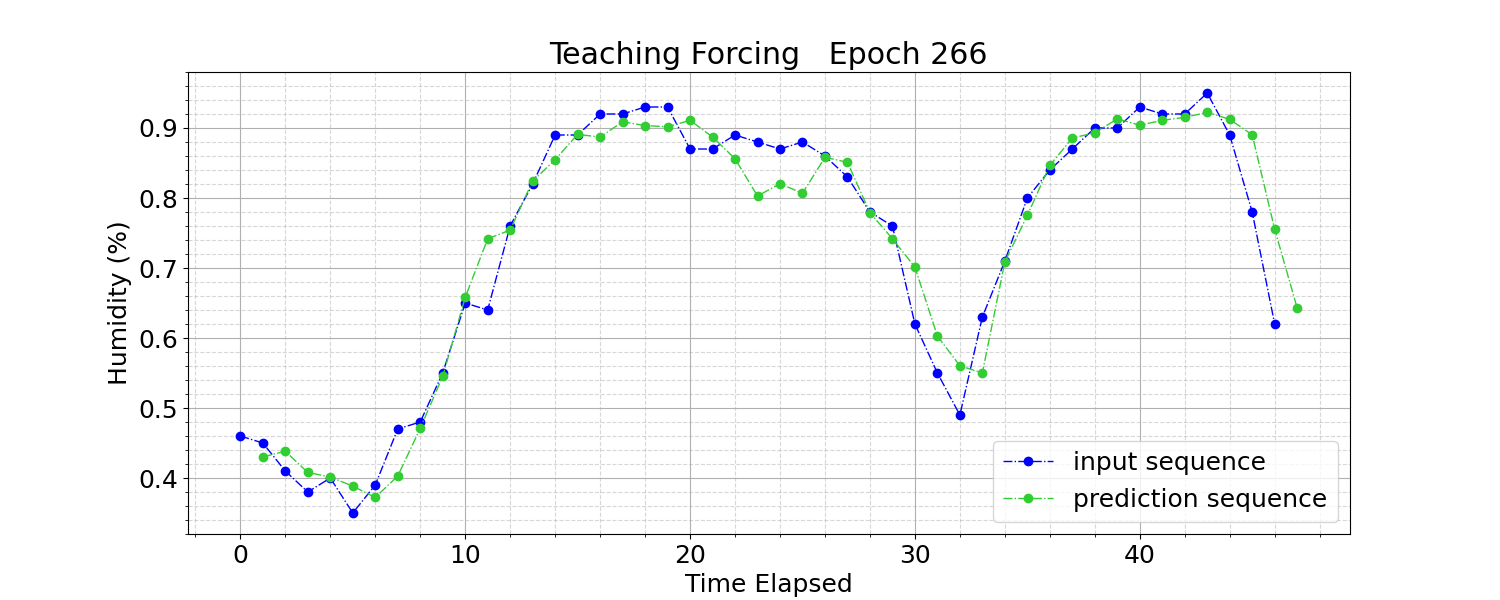 Teaching Forcing   Epoch 266
Humidity (%)
0.9
0.8
0.7
0.6
0.5
0.4
input sequence
prediction sequence
0 10 20 30 40
Time Elapsed